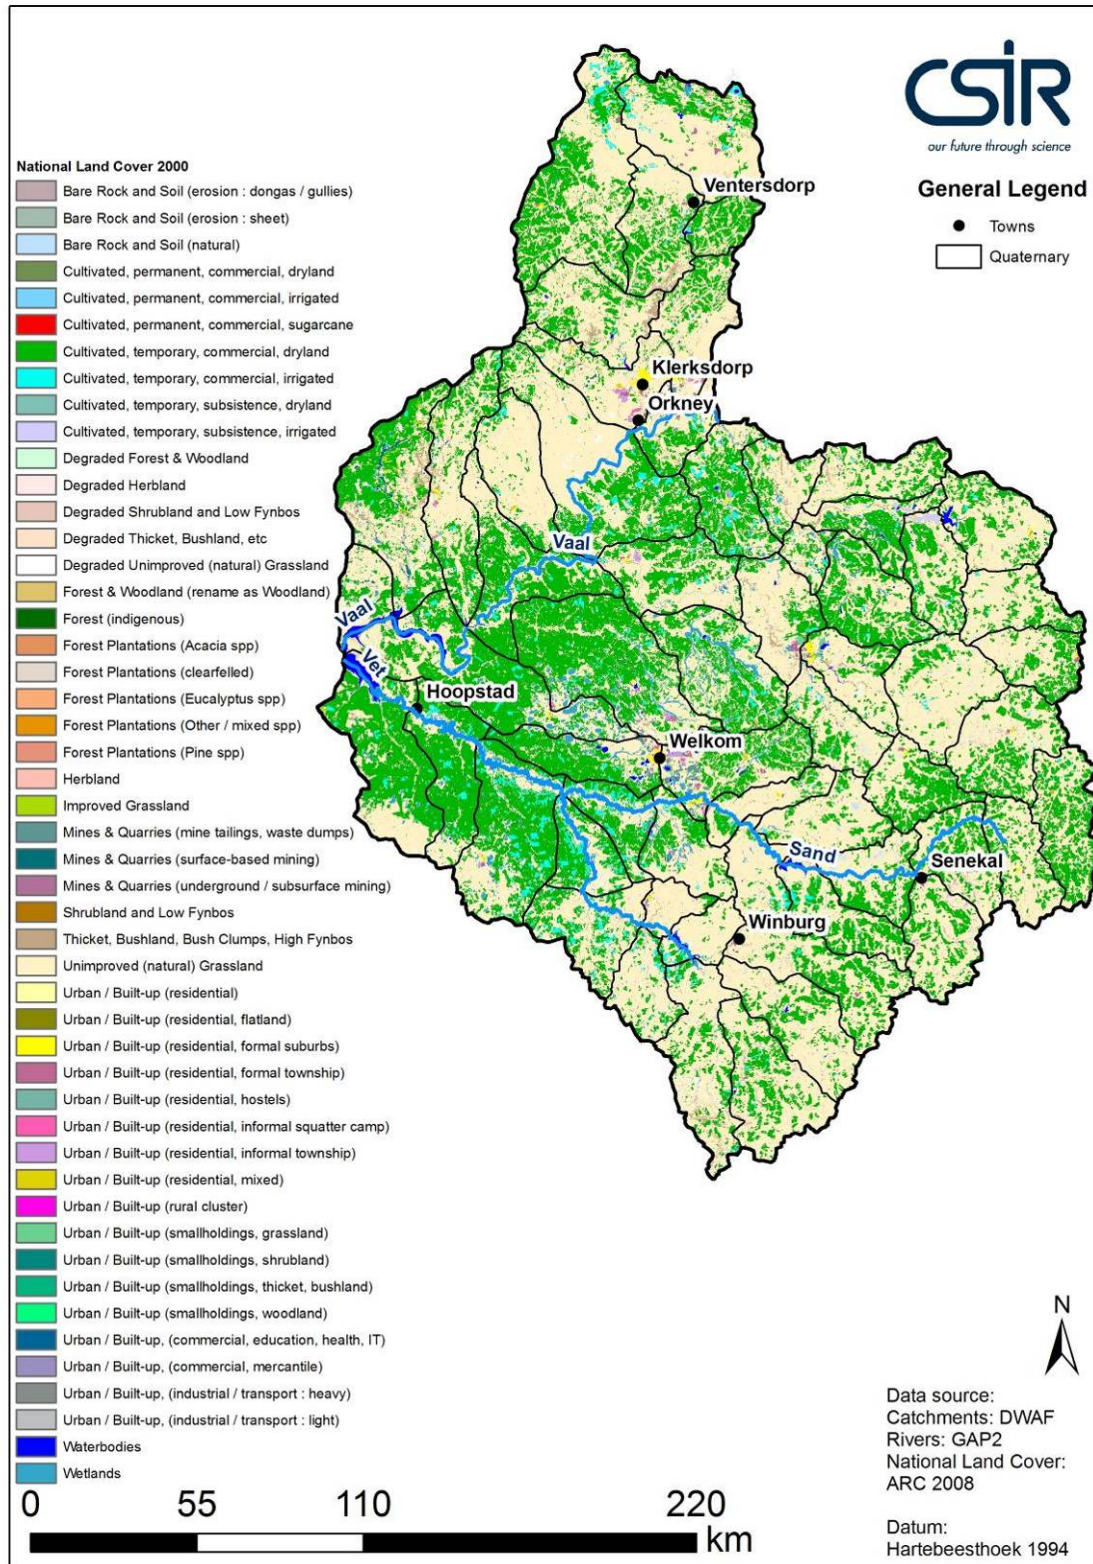 CSIR
our future through science
General Legend
Towns
Quaternary
National Land Cover 2000
Bare Rock and Soil (erosion : dongas / gullies)
Bare Rock and Soil (erosion : sheet)
Bare Rock and Soil (natural)
Cultivated, permanent, commercial, dryland
Cultivated, permanent, commercial, irrigated
Cultivated, permanent, commercial, sugarcane
Cultivated, temporary, commercial, dryland
Cultivated, temporary, commercial, irrigated
Cultivated, temporary, subsistence, dryland
Cultivated, temporary, subsistence, irrigated
Degraded Forest & Woodland
Degraded Herbland
Degraded Shrubland and Low Fynbos
Degraded Thicket, Bushland, etc
Degraded Unimproved (natural) Grassland
Forest & Woodland (rename as Woodland)
Forest (indigenous)
Forest Plantations (Acacia spp)
Forest Plantations (clearfelled)
Forest Plantations (Eucalyptus spp)
Forest Plantations (Other / mixed spp)
Forest Plantations (Pine spp)
Herbland
Improved Grassland
Mines & Quarries (mine tailings, waste dumps)
Mines & Quarries (surface-based mining)
Mines & Quarries (underground / subsurface mining)
Shrubland and Low Fynbos
Thicket, Bushland, Bush Clumps, High Fynbos
Unimproved (natural) Grassland
Urban / Built-up (residential)
Urban / Built-up (residential, flatland)
Urban / Built-up (residential, formal suburbs)
Urban / Built-up (residential, formal township)
Urban / Built-up (residential, hostels)
Urban / Built-up (residential, informal squatter camp)
Urban / Built-up (residential, informal township)
Urban / Built-up (residential, mixed)
Urban / Built-up (rural cluster)
Urban / Built-up (smallholdings, grassland)
Urban / Built-up (smallholdings, shrubland)
Urban / Built-up (smallholdings, thicket, bushland)
Urban / Built-up (smallholdings, woodland)
Urban / Built-up, (commercial, education, health, IT)
Urban / Built-up, (commercial, mercantile)
Urban / Built-up, (industrial / transport : heavy)
Urban / Built-up, (industrial / transport : light)
Waterbodies
Wetlands
Ventersdorp
Klerksdorp
Orkney
Vaal
Vaal
Vet
Hoopstad
Welkom
Sand
Senekal
Winburg
N
Data source:
Catchments: DWAF
Rivers: GAP2
National Land Cover:
ARC 2008
Datum:
Hartebeesthoek 1994
0 55 110 220
km